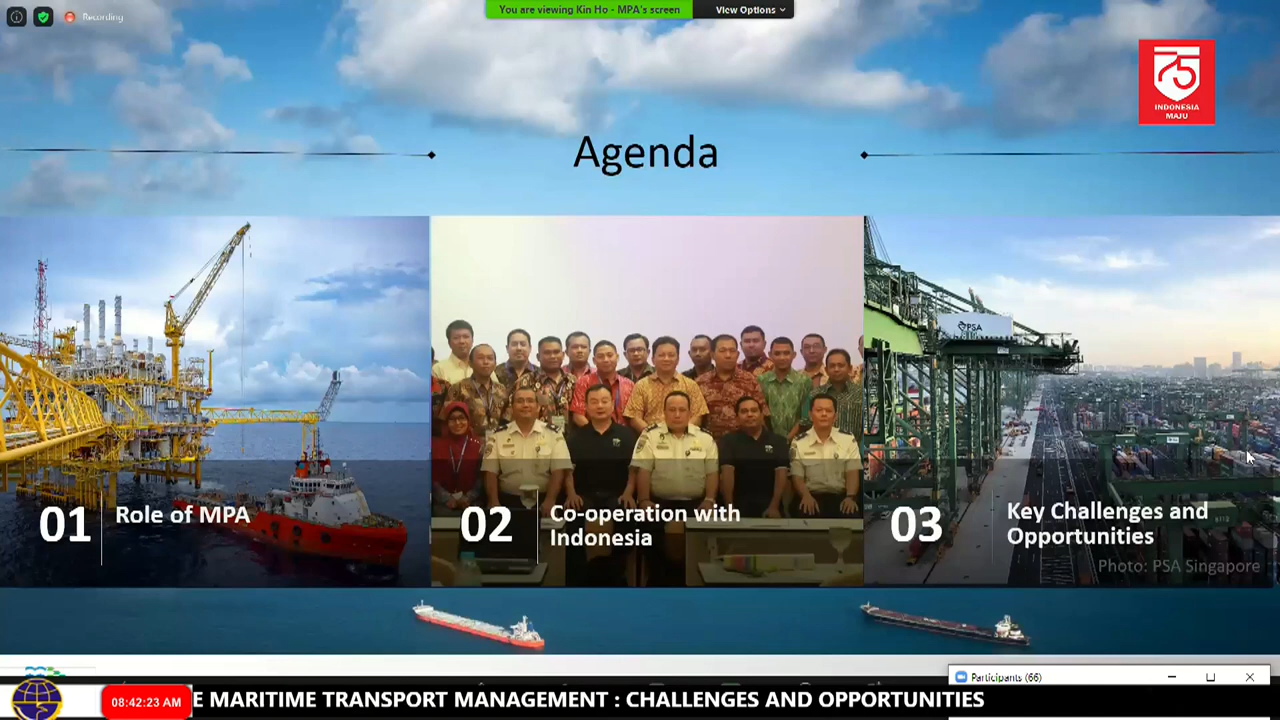 Recording
You are viewing Kin Ho - MPA's screen
View Options
75
INDONESIA
MAJU
Agenda
PSA
01
Role of MPA
02
Co-operation with
Indonesia
03
Key Challenges and
Opportunities
Photo: PSA Singapore
Participants (66)
08:42:23 AM
E MARITIME TRANSPORT MANAGEMENT : CHALLENGES AND OPPORTUNITIES